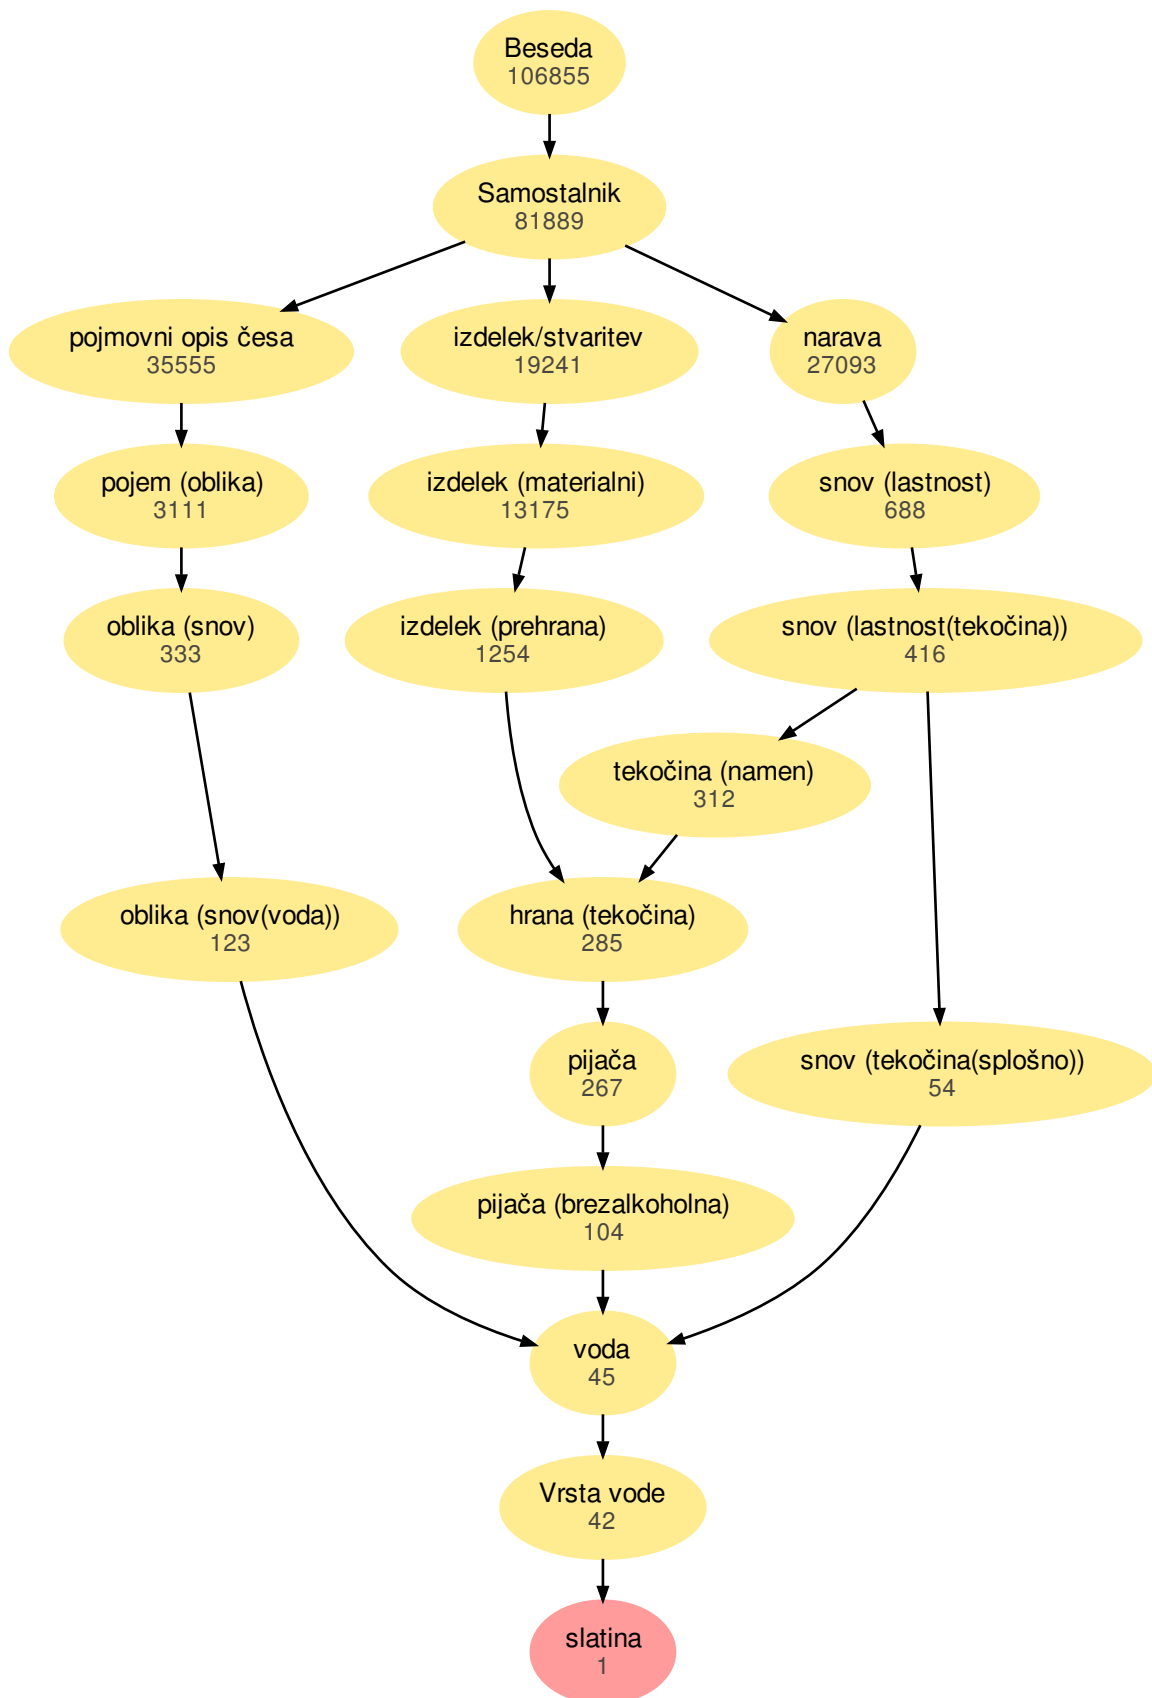 Beseda
106855
Samostalnik
81889
pojmovni opis česa
35555
izdelek/stvaritev
19241
narava
27093
pojem (oblika)
3111
izdelek (materialni)
13175
snov (lastnost)
688
oblika (snov)
333
izdelek (prehrana)
1254
snov (lastnost(tekočina))
416
tekočina (namen)
312
oblika (snov(voda))
123
hrana (tekočina)
285
pijača
267
snov (tekočina(splošno))
54
pijača (brezalkoholna)
104
voda
45
Vrsta vode
42
slatina
1